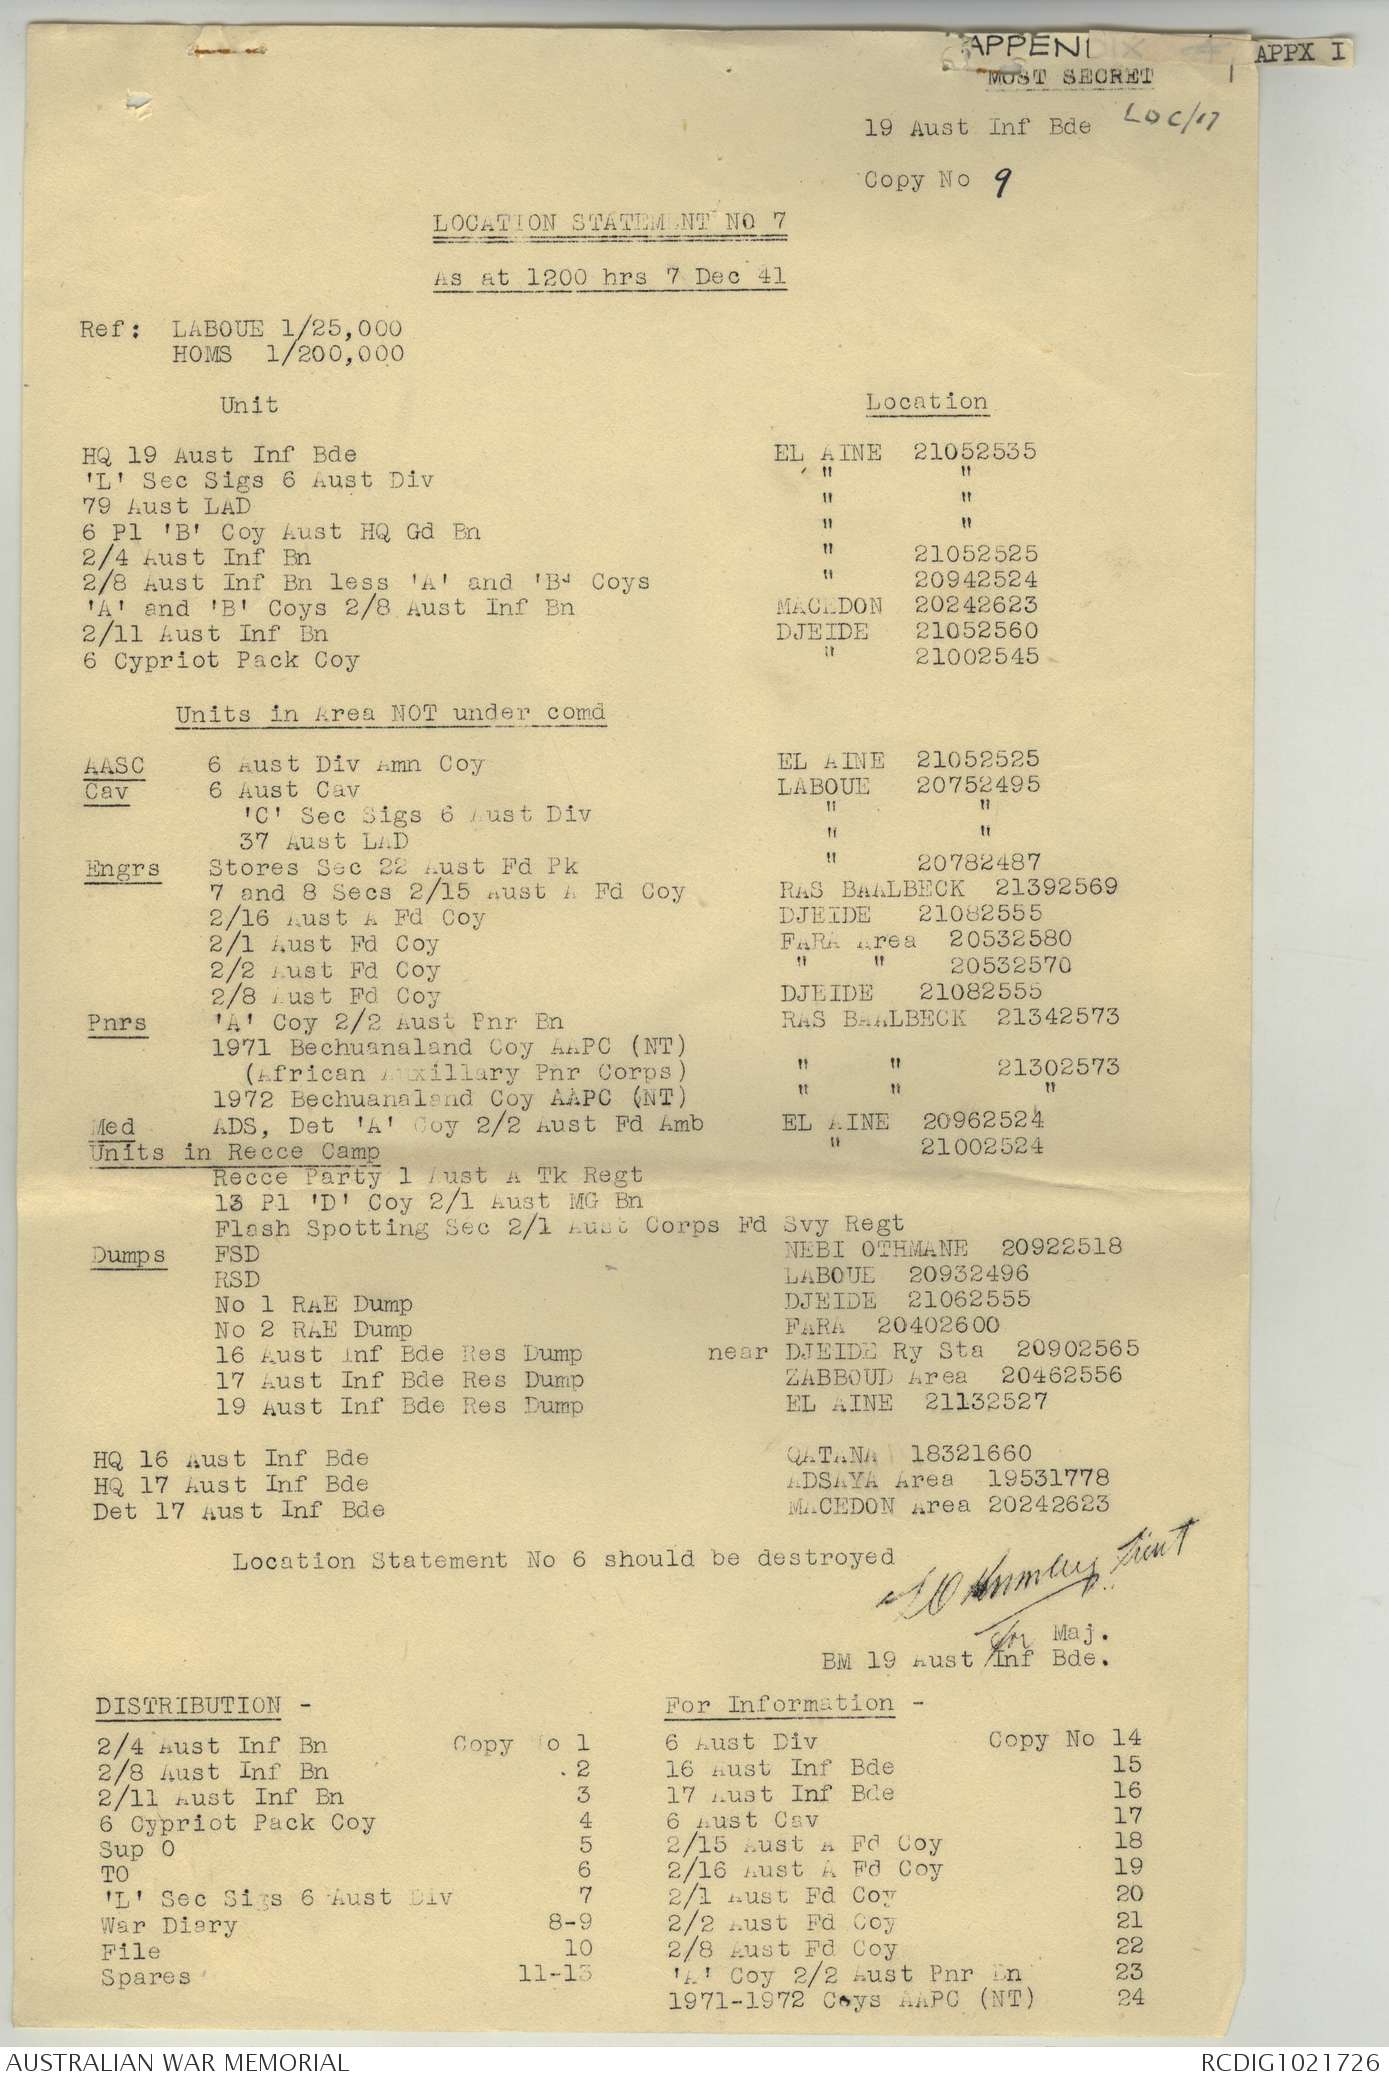 APPENDIX 4
APPX I
MOST SECRET
19 Aust Inf Bde LOC/17
Copy No 9
LOCATION STATEMENT NO 7
As at 1200 hrs 7 Dec 41
Ref: LABOUE 1/25,000
HOMS 1/200,000
Unit Location
HQ 19 Aust Inf Bde EL AINE 21052535
'L' Sec Sigs 6 Aust Div " "
79 Aust LAD " "
6 Pl 'B' Coy Aust HQ Gd Bn " "
2/4 Aust Inf Bn " 21052525
2/8 Aust Inf Bn less 'A' and 'B' Coys " 20942524
'A' and 'B' Coys 2/8 Aust Inf Bn MACEDON 20242623
2/11 Aust Inf Bn DJEIDE 21052560
6 Cypriot Pack Coy " 21002545
Units in Area NOT under comd
AASC 6 Aust Div Amn Coy EL AINE 21052525
Cav 6 Aust Cav LABOUE 20752495
'C' Sec Sigs 6 Aust Div " "
37 Aust LAD " "
Engrs Stores Sec 22 Aust Fd Pk " 20782487
7 and 8 Secs 2/15 Aust A Fd Coy RAS BAALBECK 21392569
2/16 Aust A Fd Coy DJEIDE 21082555
2/1 Aust Fd Coy FARA Area 20532580
2/2 Aust Fd Coy " " 20532570
2/8 Aust Fd Coy DJEIDE 21082555
Pnrs 'A' Coy 2/2 Aust Pnr Bn RAS BAALBECK 21342573
1971 Bechuanaland Coy AAPC (NT)
(African Auxillary Pnr Corps) " " 21302573
1972 Bechuanaland Coy AAPC (NT) " " "
Med ADS, Det 'A' Coy 2/2 Aust Fd Amb EL AINE 20962524
Units in Recce Camp " 21002524
Recce Party 1 Aust A Tk Regt
13 Pl 'D' Coy 2/1 Aust MG Bn
Flash Spotting Sec 2/1 Aust Corps Fd Svy Regt
Dumps FSD NEBI OTHMANE 20922518
RSD LABOUE 20932496
No 1 RAE Dump DJEIDE 21062555
No 2 RAE Dump FARA 20402600
16 Aust Inf Bde Res Dump near DJEIDE Ry Sta 20902565
17 Aust Inf Bde Res Dump ZABBOUD Area 20462556
19 Aust Inf Bde Res Dump EL AINE 21132527
HQ 16 Aust Inf Bde QATANA 18321660
HQ 17 Aust Inf Bde ADSAYA Area 19531778
Det 17 Aust Inf Bde MACEDON Area 20242623
Location Statement No 6 should be destroyed
Lieut
for Maj.
BM 19 Aust Inf Bde.
DISTRIBUTION - For Information -
2/4 Aust Inf Bn Copy No 1 6 Aust Div Copy No 14
2/8 Aust Inf Bn 2 16 Aust Inf Bde 15
2/11 Aust Inf Bn 3 17 Aust Inf Bde 16
6 Cypriot Pack Coy 4 6 Aust Cav 17
Sup O 5 2/15 Aust A Fd Coy 18
TO 6 2/16 Aust A Fd Coy 19
'L' Sec Sigs 6 Aust Div 7 2/1 Aust Fd Coy 20
War Diary 8-9 2/2 Aust Fd Coy 21
File 10 2/8 Aust Fd Coy 22
Spares 11-13 'A' Coy 2/2 Aust Pnr Bn 23
1971-1972 Coys AAPC (NT) 24
AUSTRALIAN WAR MEMORIAL RCDIG1021726